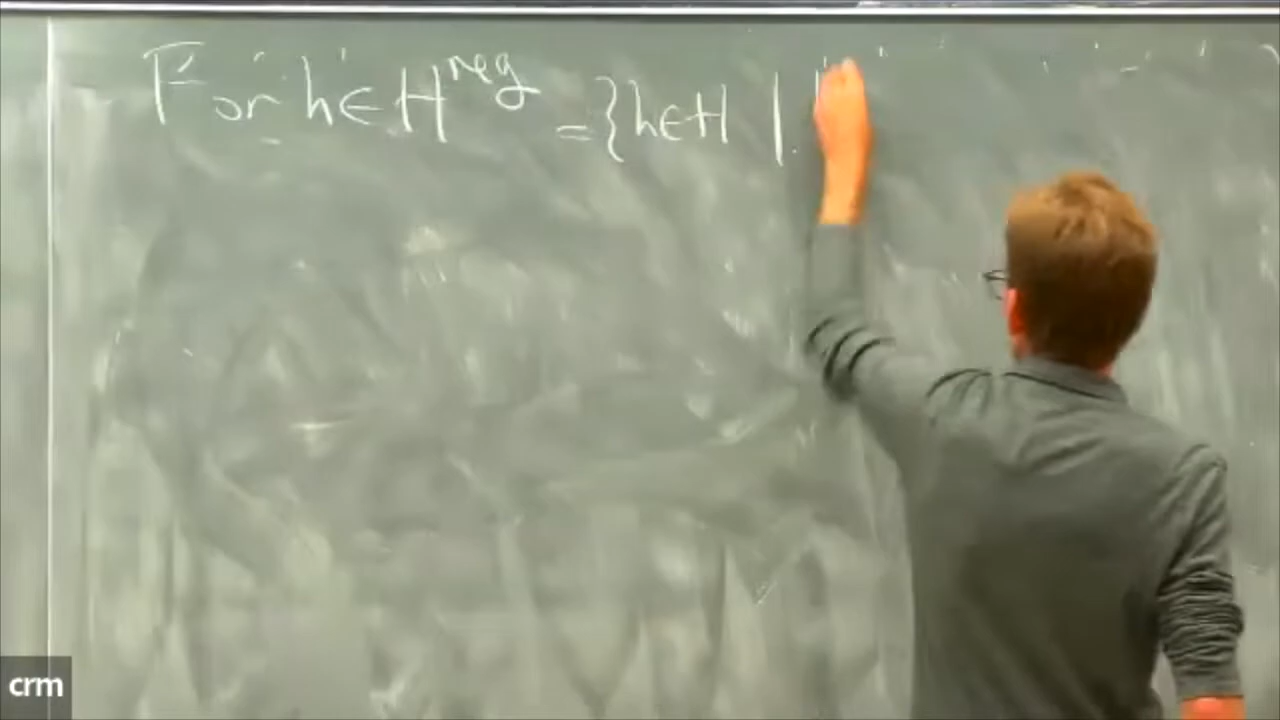 For h∈H^reg = {h∈H |
crm